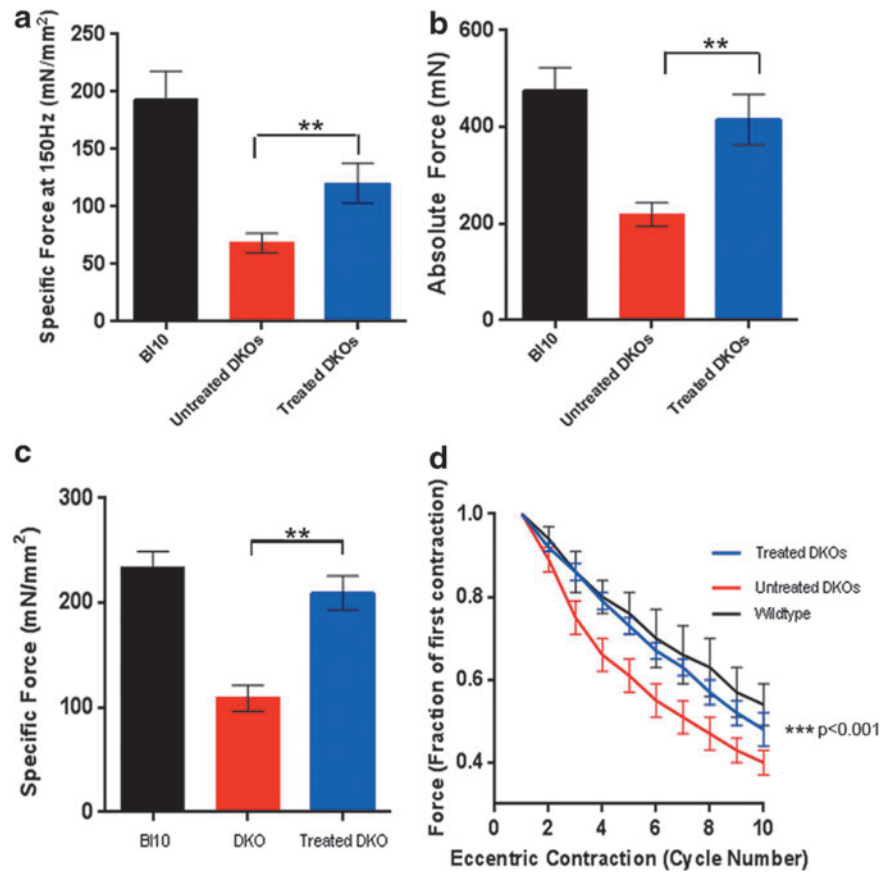 a
Specific Force at 150Hz (mN/mm²)
250
200
150
100
50
0
**
Bl10
Untreated DKOs
Treated DKOs
b
Absolute Force (mN)
600
400
200
0
**
Bl10
Untreated DKOs
Treated DKOs
c
Specific Force (mN/mm²)
300
200
100
0
**
Bl10
DKO
Treated DKO
d
Force (Fraction of first contraction)
1.0
0.8
0.6
0.4
Treated DKOs
Untreated DKOs
Wildtype
*** p<0.001
0
2
4
6
8
10
Eccentric Contraction (Cycle Number)